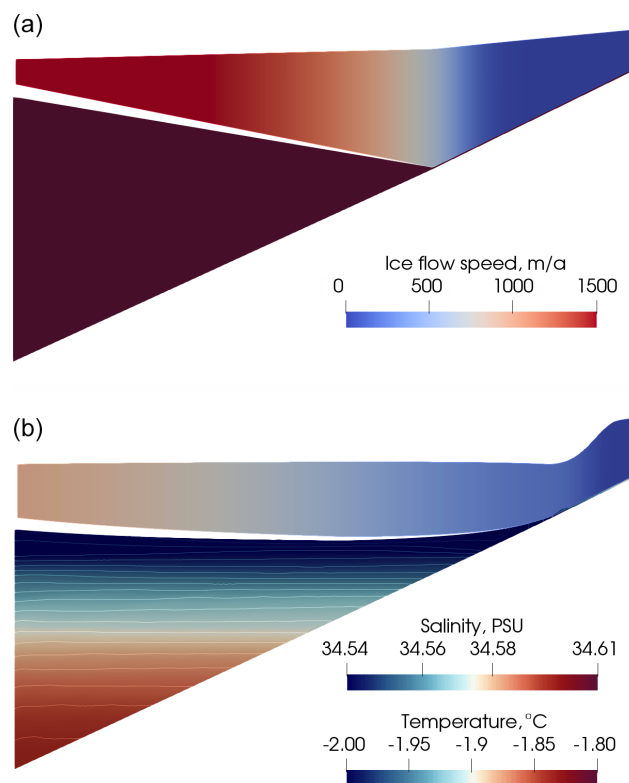 (a)
Ice flow speed, m/a
0 500 1000 1500
(b)
Salinity, PSU
34.54 34.56 34.58 34.61
Temperature, °C
-2.00 -1.95 -1.9 -1.85 -1.80